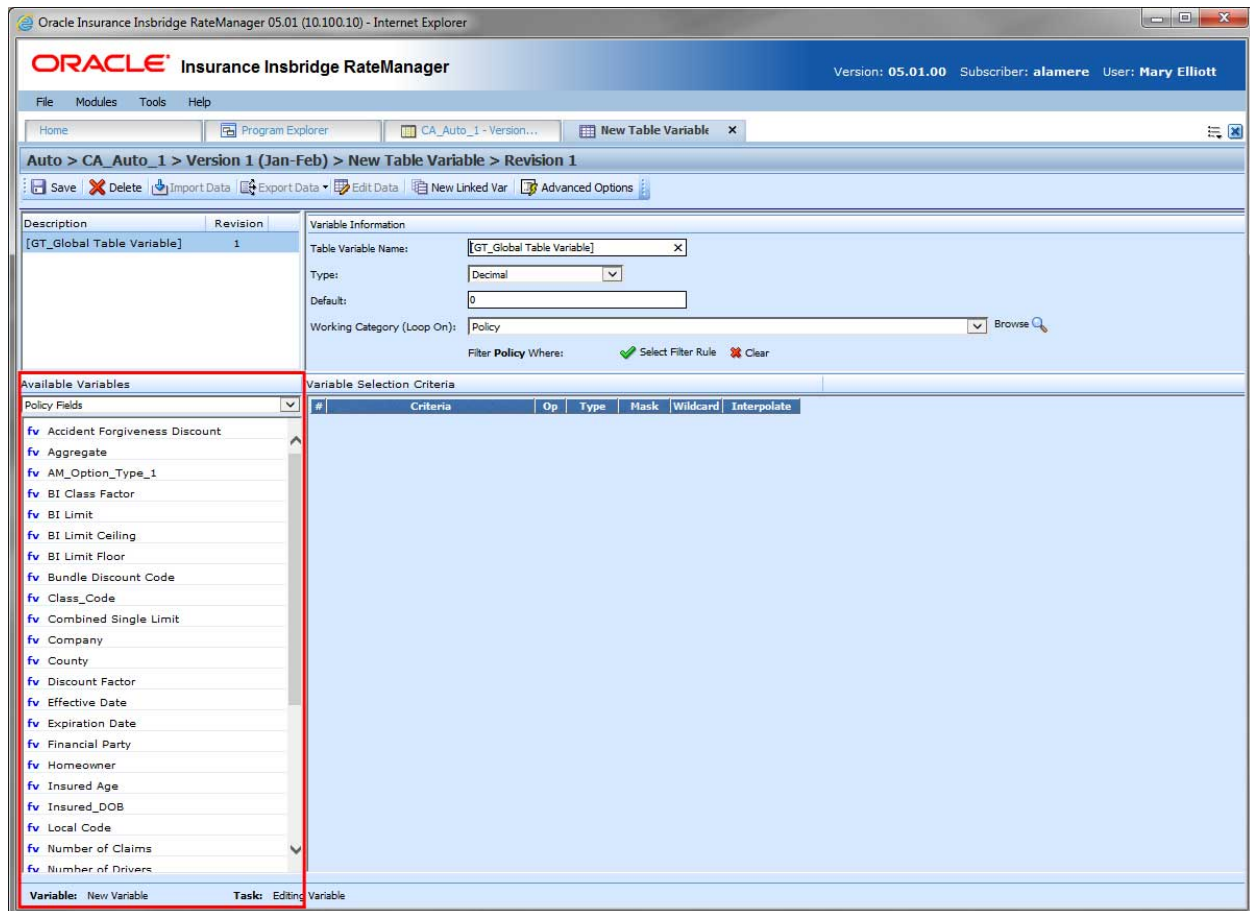 Oracle Insurance Insbridge RateManager 05.01 (10.100.10) - Internet Explorer
ORACLE Insurance Insbridge RateManager
Version: 05.01.00 Subscriber: alamere User: Mary Elliott
File Modules Tools Help
Home Program Explorer CA_Auto_1 - Version... New Table Variable
Auto > CA_Auto_1 > Version 1 (Jan-Feb) > New Table Variable > Revision 1
Save Delete Import Data Export Data Edit Data New Linked Var Advanced Options
Description Revision
[GT_Global Table Variable] 1
Variable Information
Table Variable Name: [GT_Global Table Variable]
Type: Decimal
Default: 0
Working Category (Loop On): Policy Browse
Filter Policy Where: Select Filter Rule Clear
Available Variables
Policy Fields
fv Accident Forgiveness Discount
fv Aggregate
fv AM_Option_Type_1
fv BI Class Factor
fv BI Limit
fv BI Limit Ceiling
fv BI Limit Floor
fv Bundle Discount Code
fv Class_Code
fv Combined Single Limit
fv Company
fv County
fv Discount Factor
fv Effective Date
fv Expiration Date
fv Financial Party
fv Homeowner
fv Insured Age
fv Insured_DOB
fv Local Code
fv Number of Claims
fv Number of Drivers
Variable Selection Criteria
# Criteria Op Type Mask Wildcard Interpolate
Variable: New Variable Task: Editing Variable